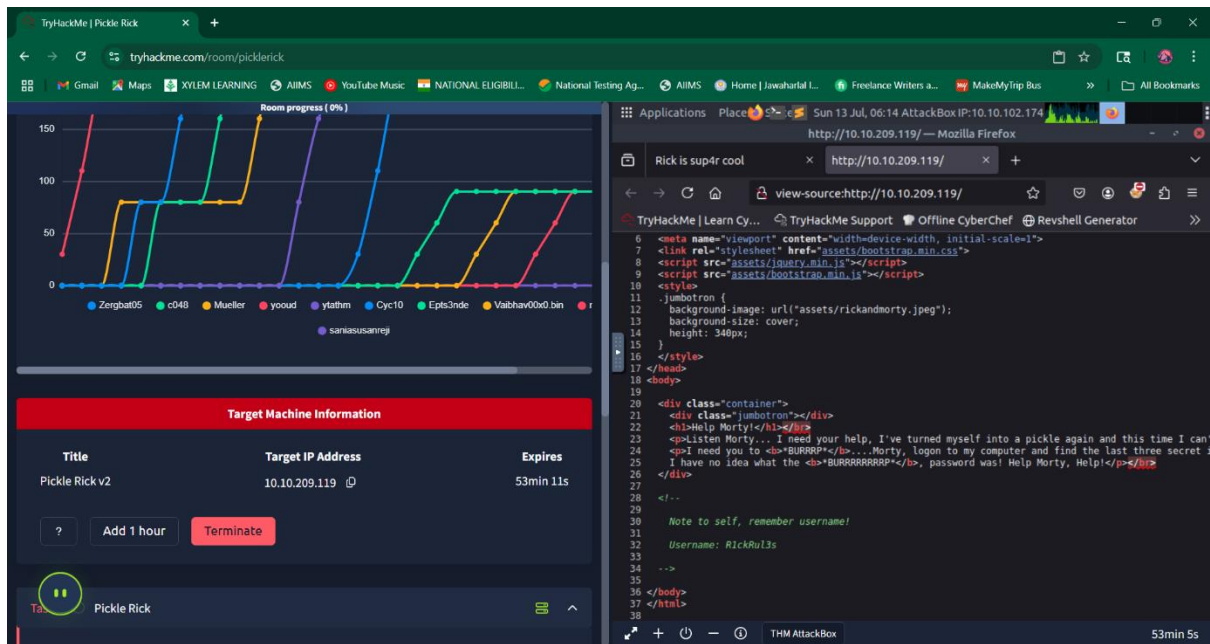 TryHackMe | Pickle Rick
tryhackme.com/room/picklerick
Gmail Maps XYLEM LEARNING AIIMS YouTube Music NATIONAL ELIGIBILI... National Testing Ag... AIIMS Home | Jawaharlal I... Freelance Writers a... MakeMyTrip Bus » All Bookmarks
Room progress ( 0% )
150
100
50
0
Zergbat05 c048 Mueller yooud ytathm Cyc10 Epts3nde Vaibhav00x0.bin
saniasusanreji
Target Machine Information
Title Target IP Address Expires
Pickle Rick v2 10.10.209.119 53min 11s
? Add 1 hour Terminate
Pickle Rick
Applications Sun 13 Jul, 06:14 AttackBox IP:10.10.102.174
http://10.10.209.119/ — Mozilla Firefox
Rick is sup4r cool http://10.10.209.119/
view-source:http://10.10.209.119/
TryHackMe | Learn Cy... TryHackMe Support Offline CyberChef Revshell Generator »
6 <meta name="viewport" content="width=device-width, initial-scale=1">
7 <link rel="stylesheet" href="assets/bootstrap.min.css">
8 <script src="assets/jquery.min.js"></script>
9 <script src="assets/bootstrap.min.js"></script>
10 <style>
11 .jumbotron {
12 background-image: url("assets/rickandmorty.jpeg");
13 background-size: cover;
14 height: 340px;
15 }
16 </style>
17 </head>
18 <body>
19
20 <div class="container">
21 <div class="jumbotron"></div>
22 <h1>Help Morty!</h1></br>
23 <p>Listen Morty... I need your help, I've turned myself into a pickle again and this time I can'
24 <p>I need you to <b>*BURRRP*</b>....Morty, logon to my computer and find the last three secret i
25 I have no idea what the <b>*BURRRRRRRRP*</b>, password was! Help Morty, Help!</p></br>
26 </div>
27
28 <!--
29
30 Note to self, remember username!
31
32 Username: R1ckRul3s
33
34 -->
35
36 </body>
37 </html>
38
THM AttackBox 53min 5s